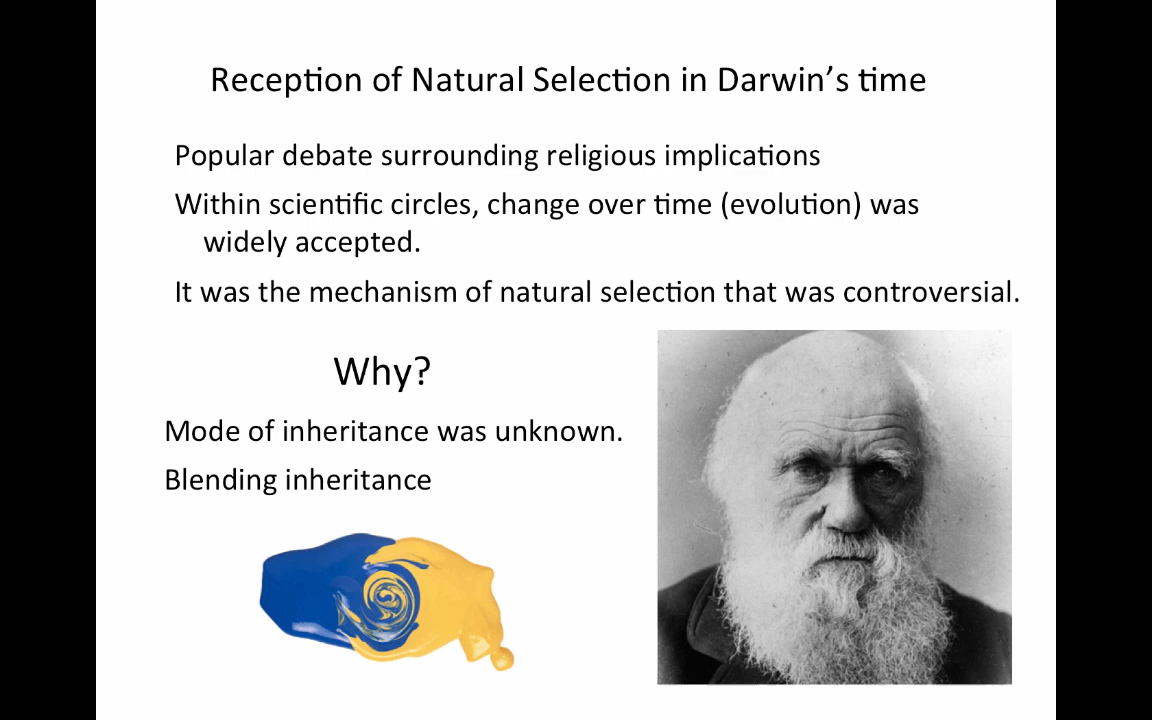 Reception of Natural Selection in Darwin’s time
Popular debate surrounding religious implications
Within scientific circles, change over time (evolution) was
widely accepted.
It was the mechanism of natural selection that was controversial.
Why?
Mode of inheritance was unknown.
Blending inheritance